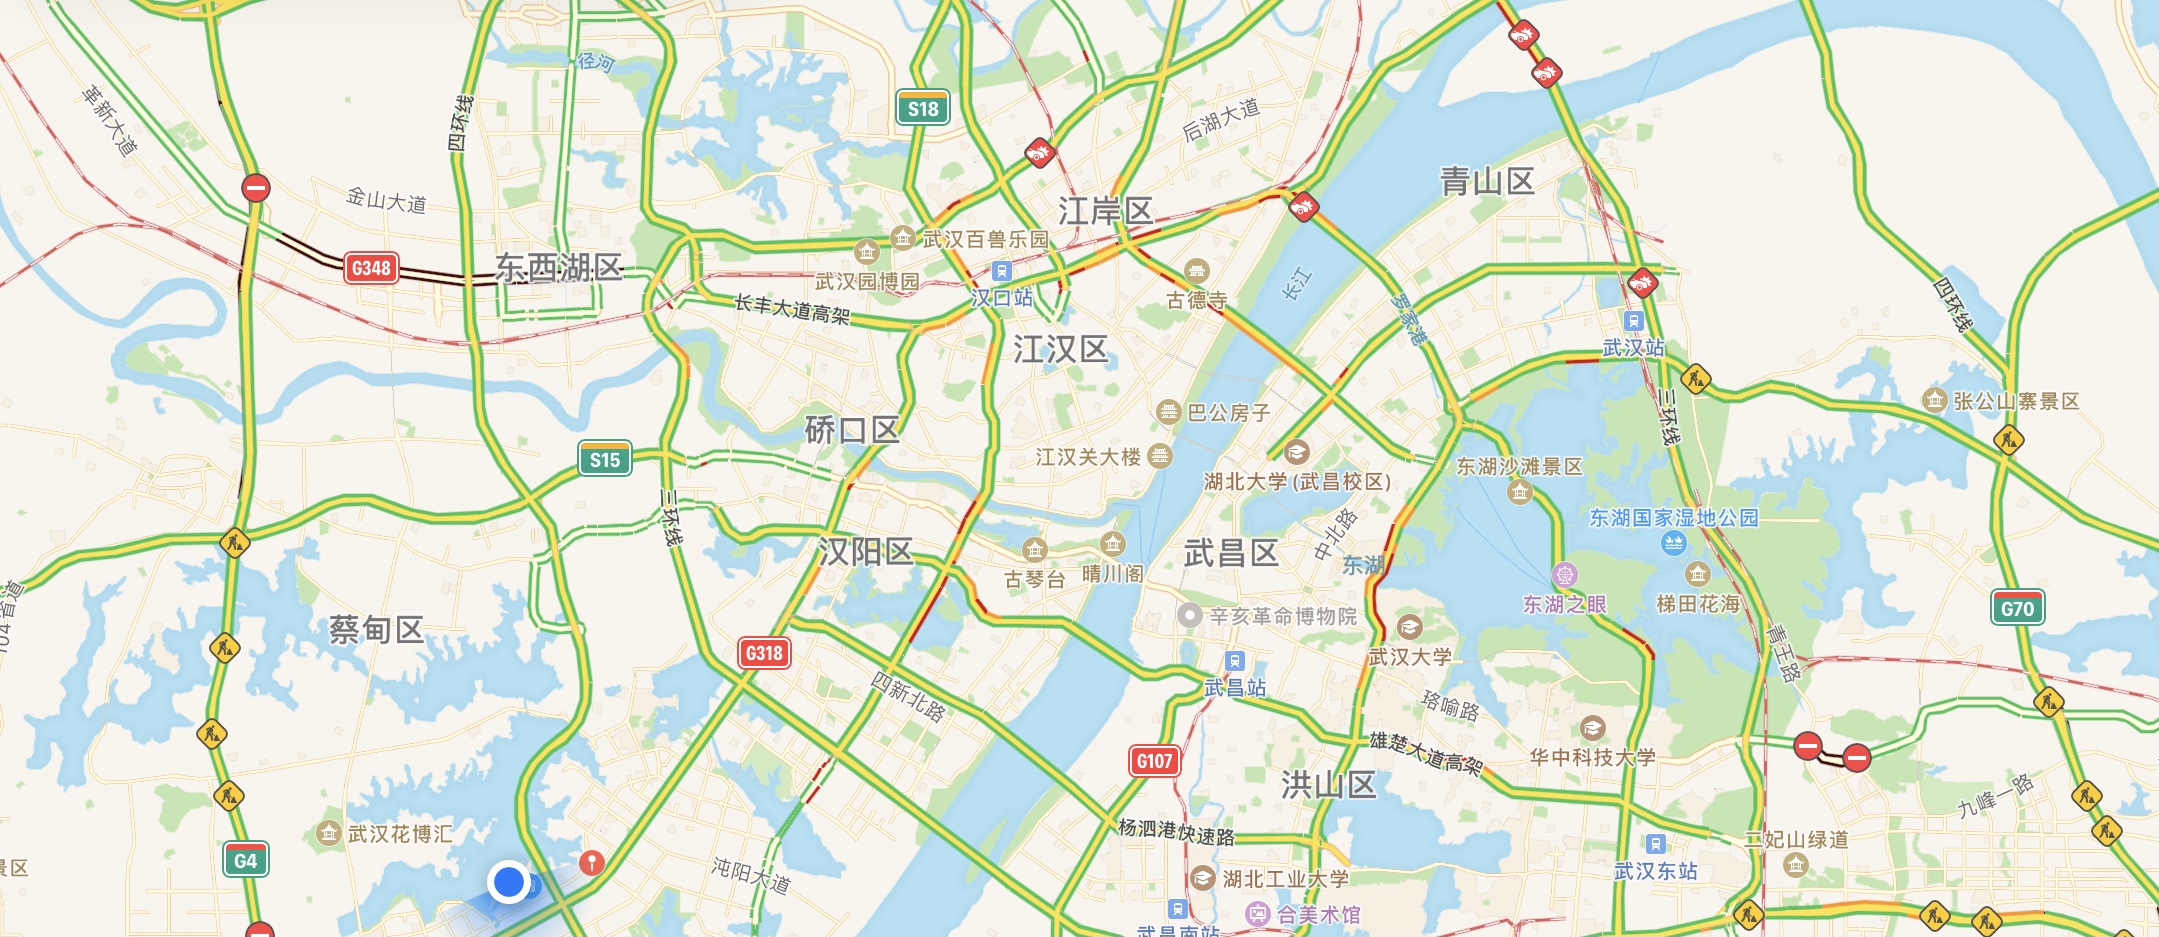 径河
革新大道
四环线
S18
后湖大道
青山区
金山大道
江岸区
武汉百兽乐园
G348
东西湖区
武汉园博园
汉口站
古德寺
长江
罗家港
四环线
长丰大道高架
江汉区
武汉站
三环线
张公山寨景区
硚口区
巴公房子
S15
江汉关大楼
湖北大学(武昌校区)
东湖沙滩景区
三环线
中北路
东湖国家湿地公园
汉阳区
古琴台
晴川阁
武昌区
东湖
东湖之眼
梯田花海
G70
104省道
蔡甸区
辛亥革命博物院
武汉大学
青王路
G318
四新北路
武昌站
珞喻路
G107
雄楚大道高架
华中科技大学
洪山区
九峰一路
武汉花博汇
杨泗港快速路
二妃山绿道
G4
景区
沌阳大道
湖北工业大学
武汉东站
合美术馆
武昌南站